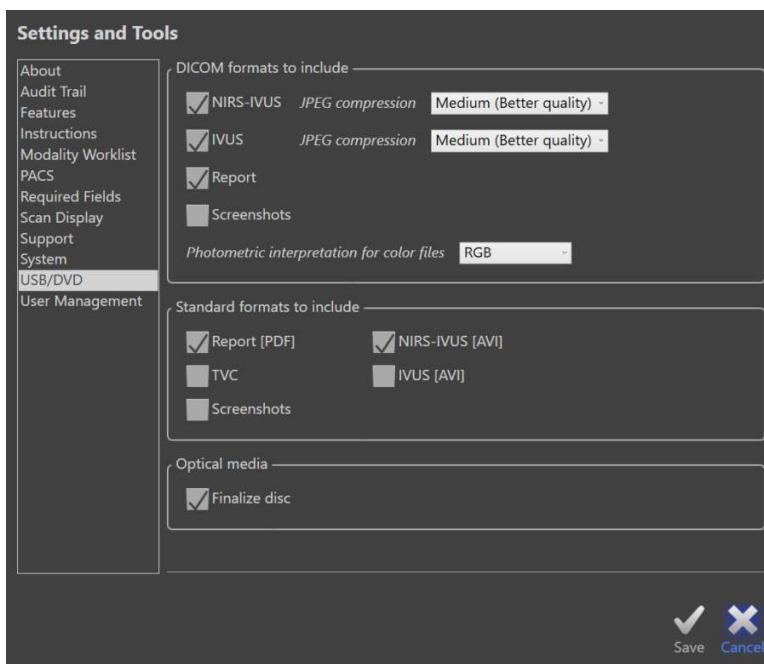 Settings and Tools
About
Audit Trail
Features
Instructions
Modality Worklist
PACS
Required Fields
Scan Display
Support
System
USB/DVD
User Management
DICOM formats to include
NIRS-IVUS JPEG compression Medium (Better quality)
IVUS JPEG compression Medium (Better quality)
Report
Screenshots
Photometric interpretation for color files RGB
Standard formats to include
Report [PDF] NIRS-IVUS [AVI]
TVC IVUS [AVI]
Screenshots
Optical media
Finalize disc
Save Cancel